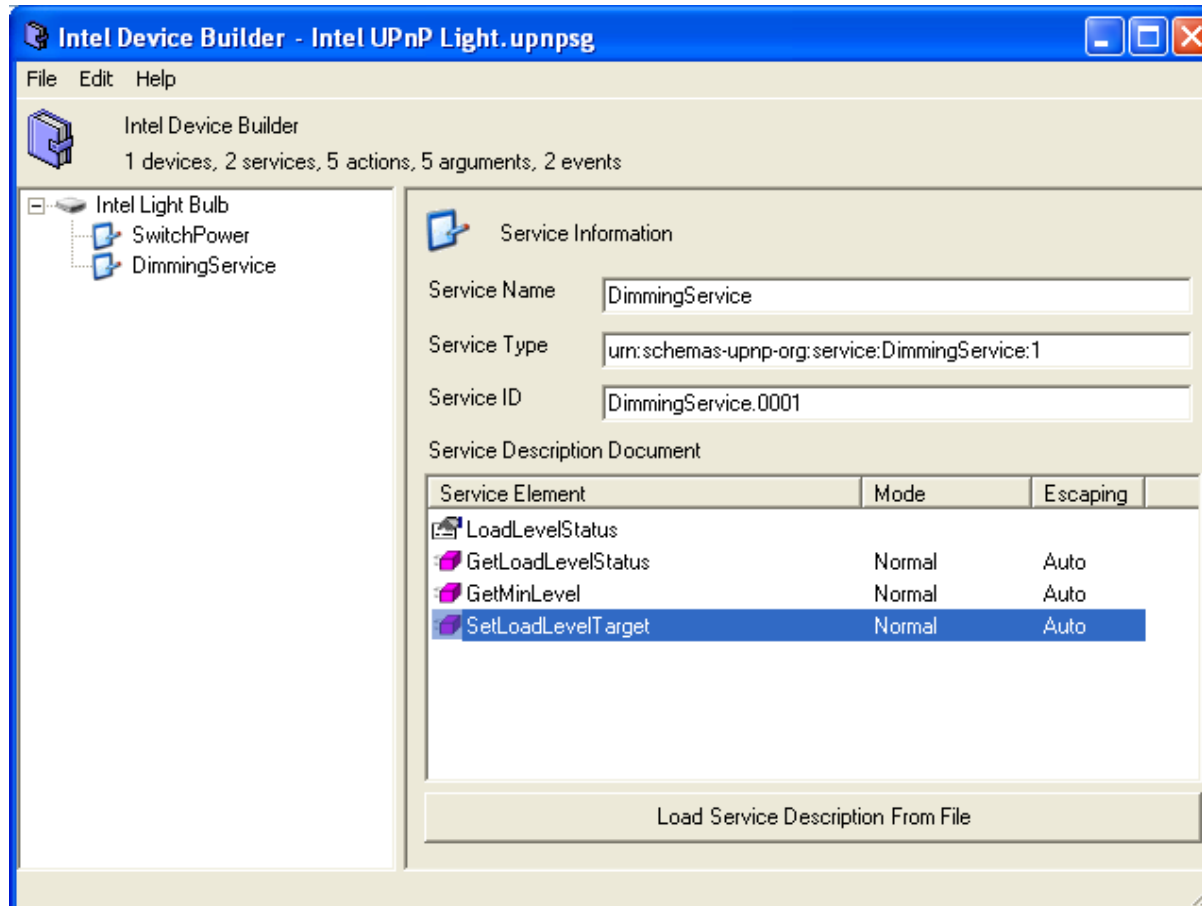 Intel Device Builder - Intel UPnP Light.upnpsg
File Edit Help
Intel Device Builder
1 devices, 2 services, 5 actions, 5 arguments, 2 events
Intel Light Bulb
SwitchPower
DimmingService
Service Information
Service Name DimmingService
Service Type urn:schemas-upnp-org:service:DimmingService:1
Service ID DimmingService.0001
Service Description Document
Service Element Mode Escaping
LoadLevelStatus
GetLoadLevelStatus Normal Auto
GetMinLevel Normal Auto
SetLoadLevelTarget Normal Auto
Load Service Description From File